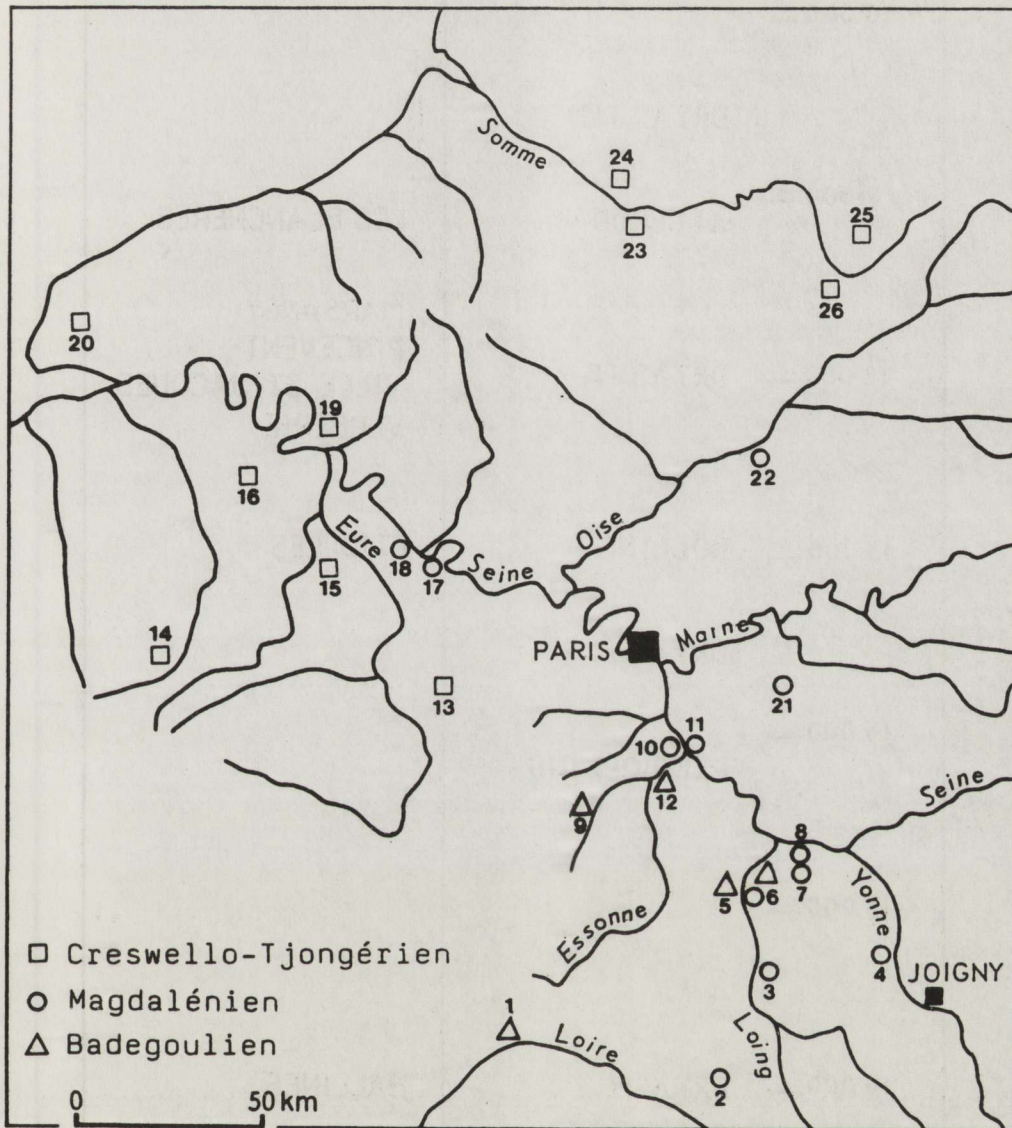 Somme
24
23
25
26
20
19
16
22
Eure
Oise
18
17
Seine
15
14
PARIS
Marne
13
21
10
11
12
9
Seine
8
7
6
5
Yonne
Essonne
4
JOIGNY
3
1
Loire
Loing
2
Creswello-Tjongérien
Magdalénien
Badegoulien
0
50 km